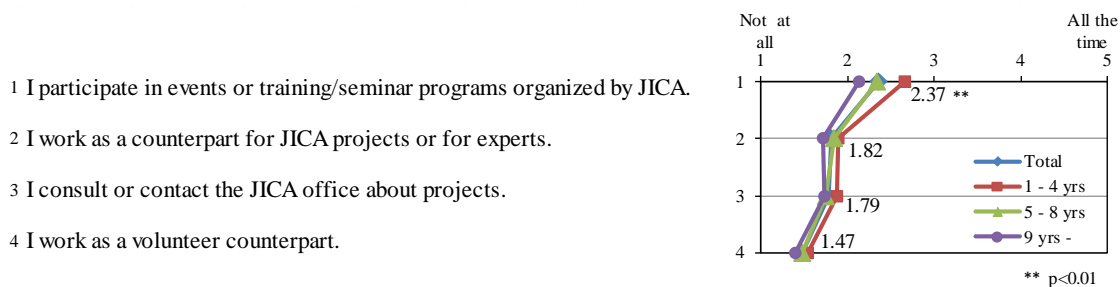 1 I participate in events or training/seminar programs organized by JICA.
2 I work as a counterpart for JICA projects or for experts.
3 I consult or contact the JICA office about projects.
4 I work as a volunteer counterpart.
Not at all
All the time
1 2 3 4 5
1
2
3
4
2.37 **
1.82
1.79
1.47
Total
1 - 4 yrs
5 - 8 yrs
9 yrs -
** p<0.01